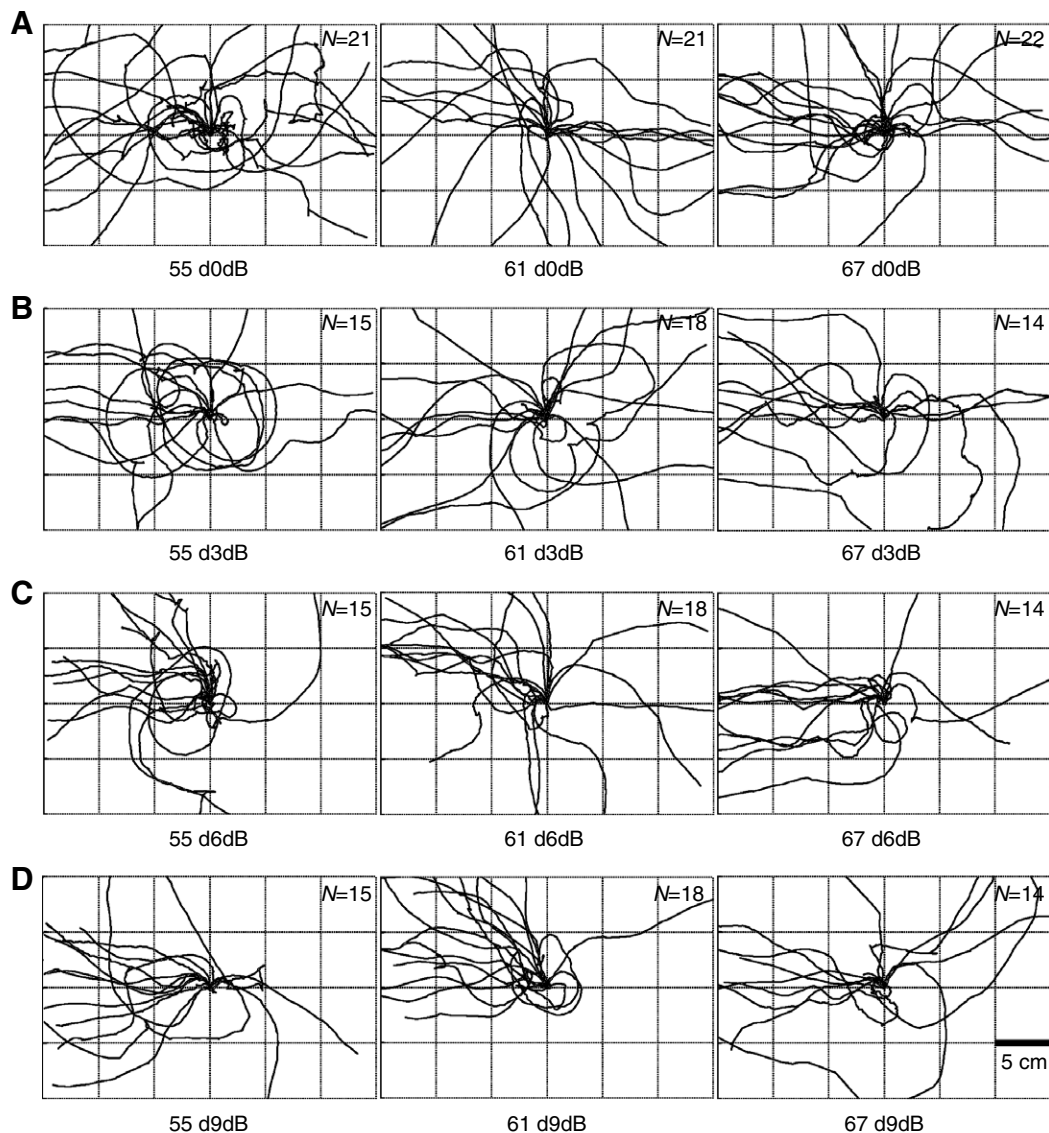 A
N=21
N=21
N=22
55 d0dB
61 d0dB
67 d0dB
B
N=15
N=18
N=14
55 d3dB
61 d3dB
67 d3dB
C
N=15
N=18
N=14
55 d6dB
61 d6dB
67 d6dB
D
N=15
N=18
N=14
5 cm
55 d9dB
61 d9dB
67 d9dB